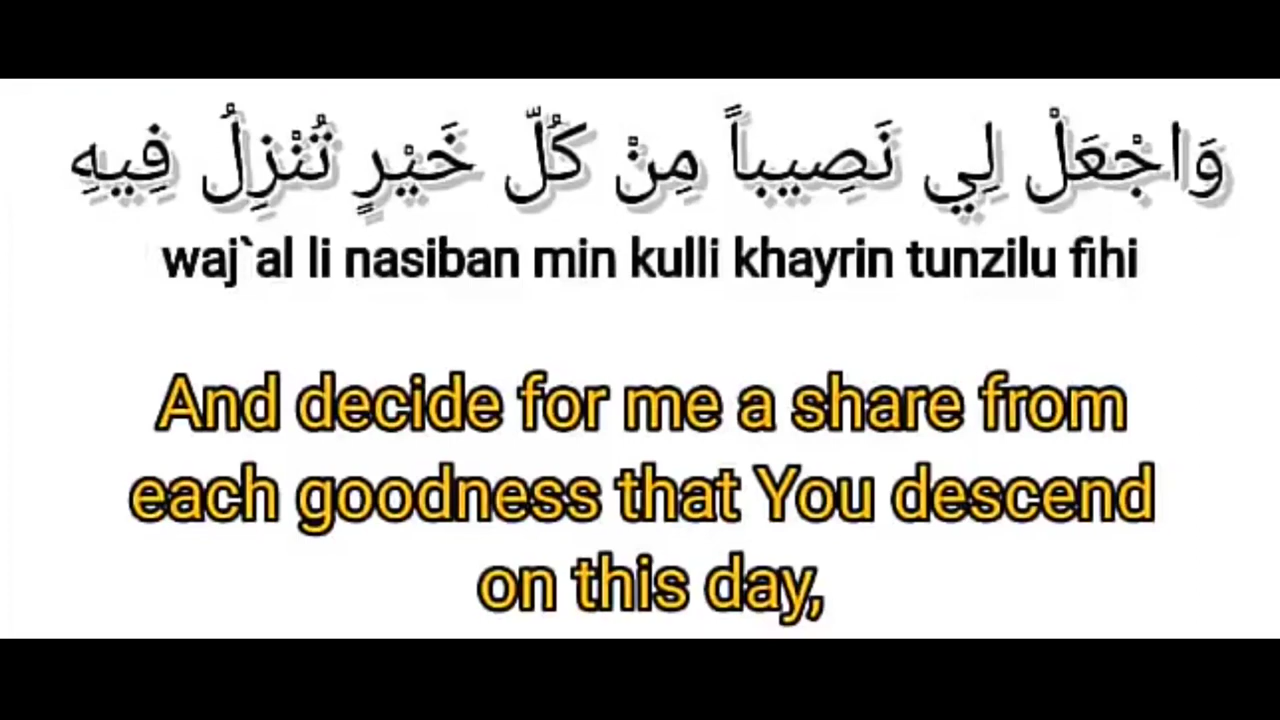 وَاجْعَلْ لِي نَصِيباً مِنْ كُلّ خَيْرٍ تُنْزِلُ فِيهِ
waj`al li nasiban min kulli khayrin tunzilu fihi
And decide for me a share from
each goodness that You descend
on this day,